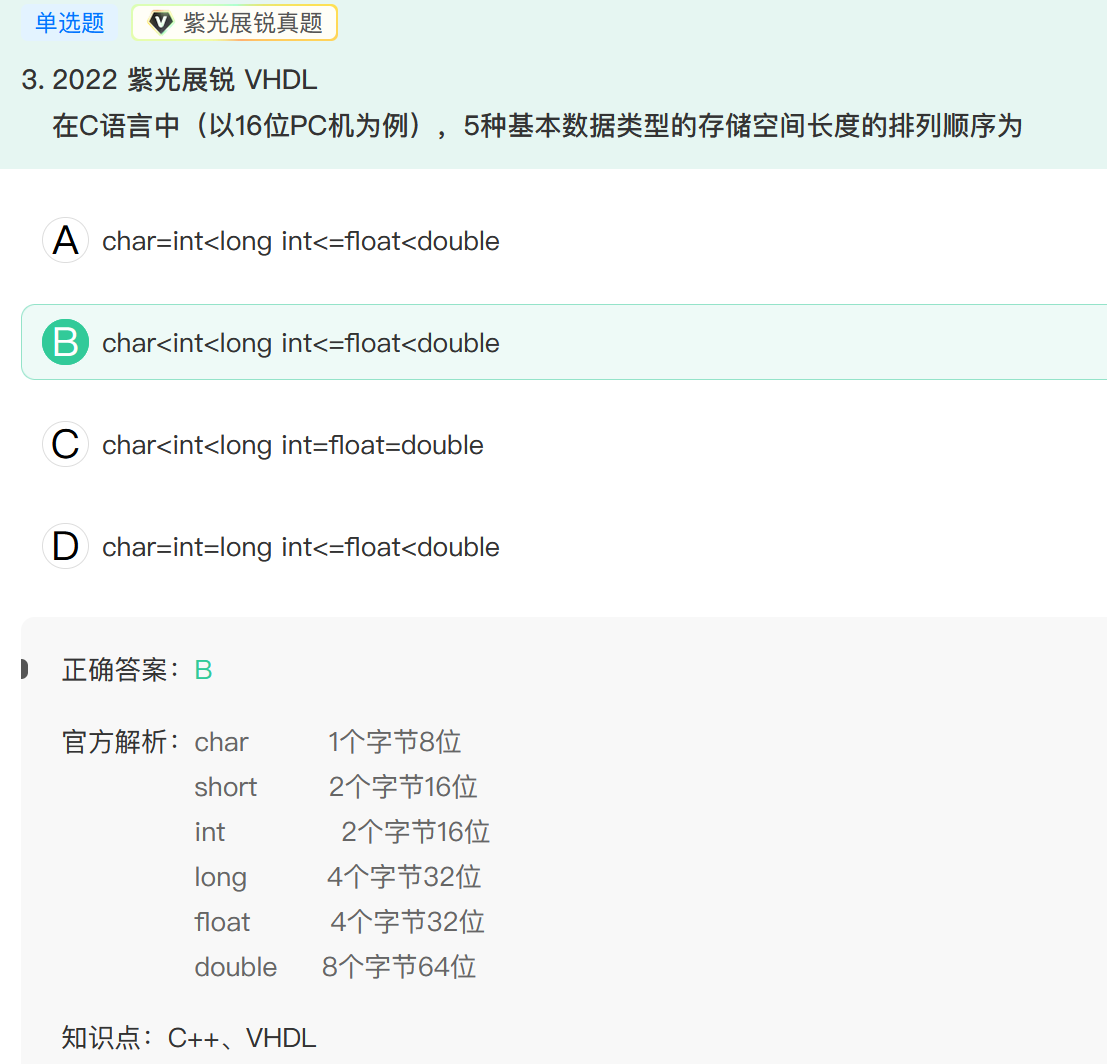 单选题 紫光展锐真题
3. 2022 紫光展锐 VHDL
在C语言中（以16位PC机为例），5种基本数据类型的存储空间长度的排列顺序为
A char=int<long int<=float<double
B char<int<long int<=float<double
C char<int<long int=float=double
D char=int=long int<=float<double
正确答案：B
官方解析：char 1个字节8位
short 2个字节16位
int 2个字节16位
long 4个字节32位
float 4个字节32位
double 8个字节64位
知识点：C++、VHDL